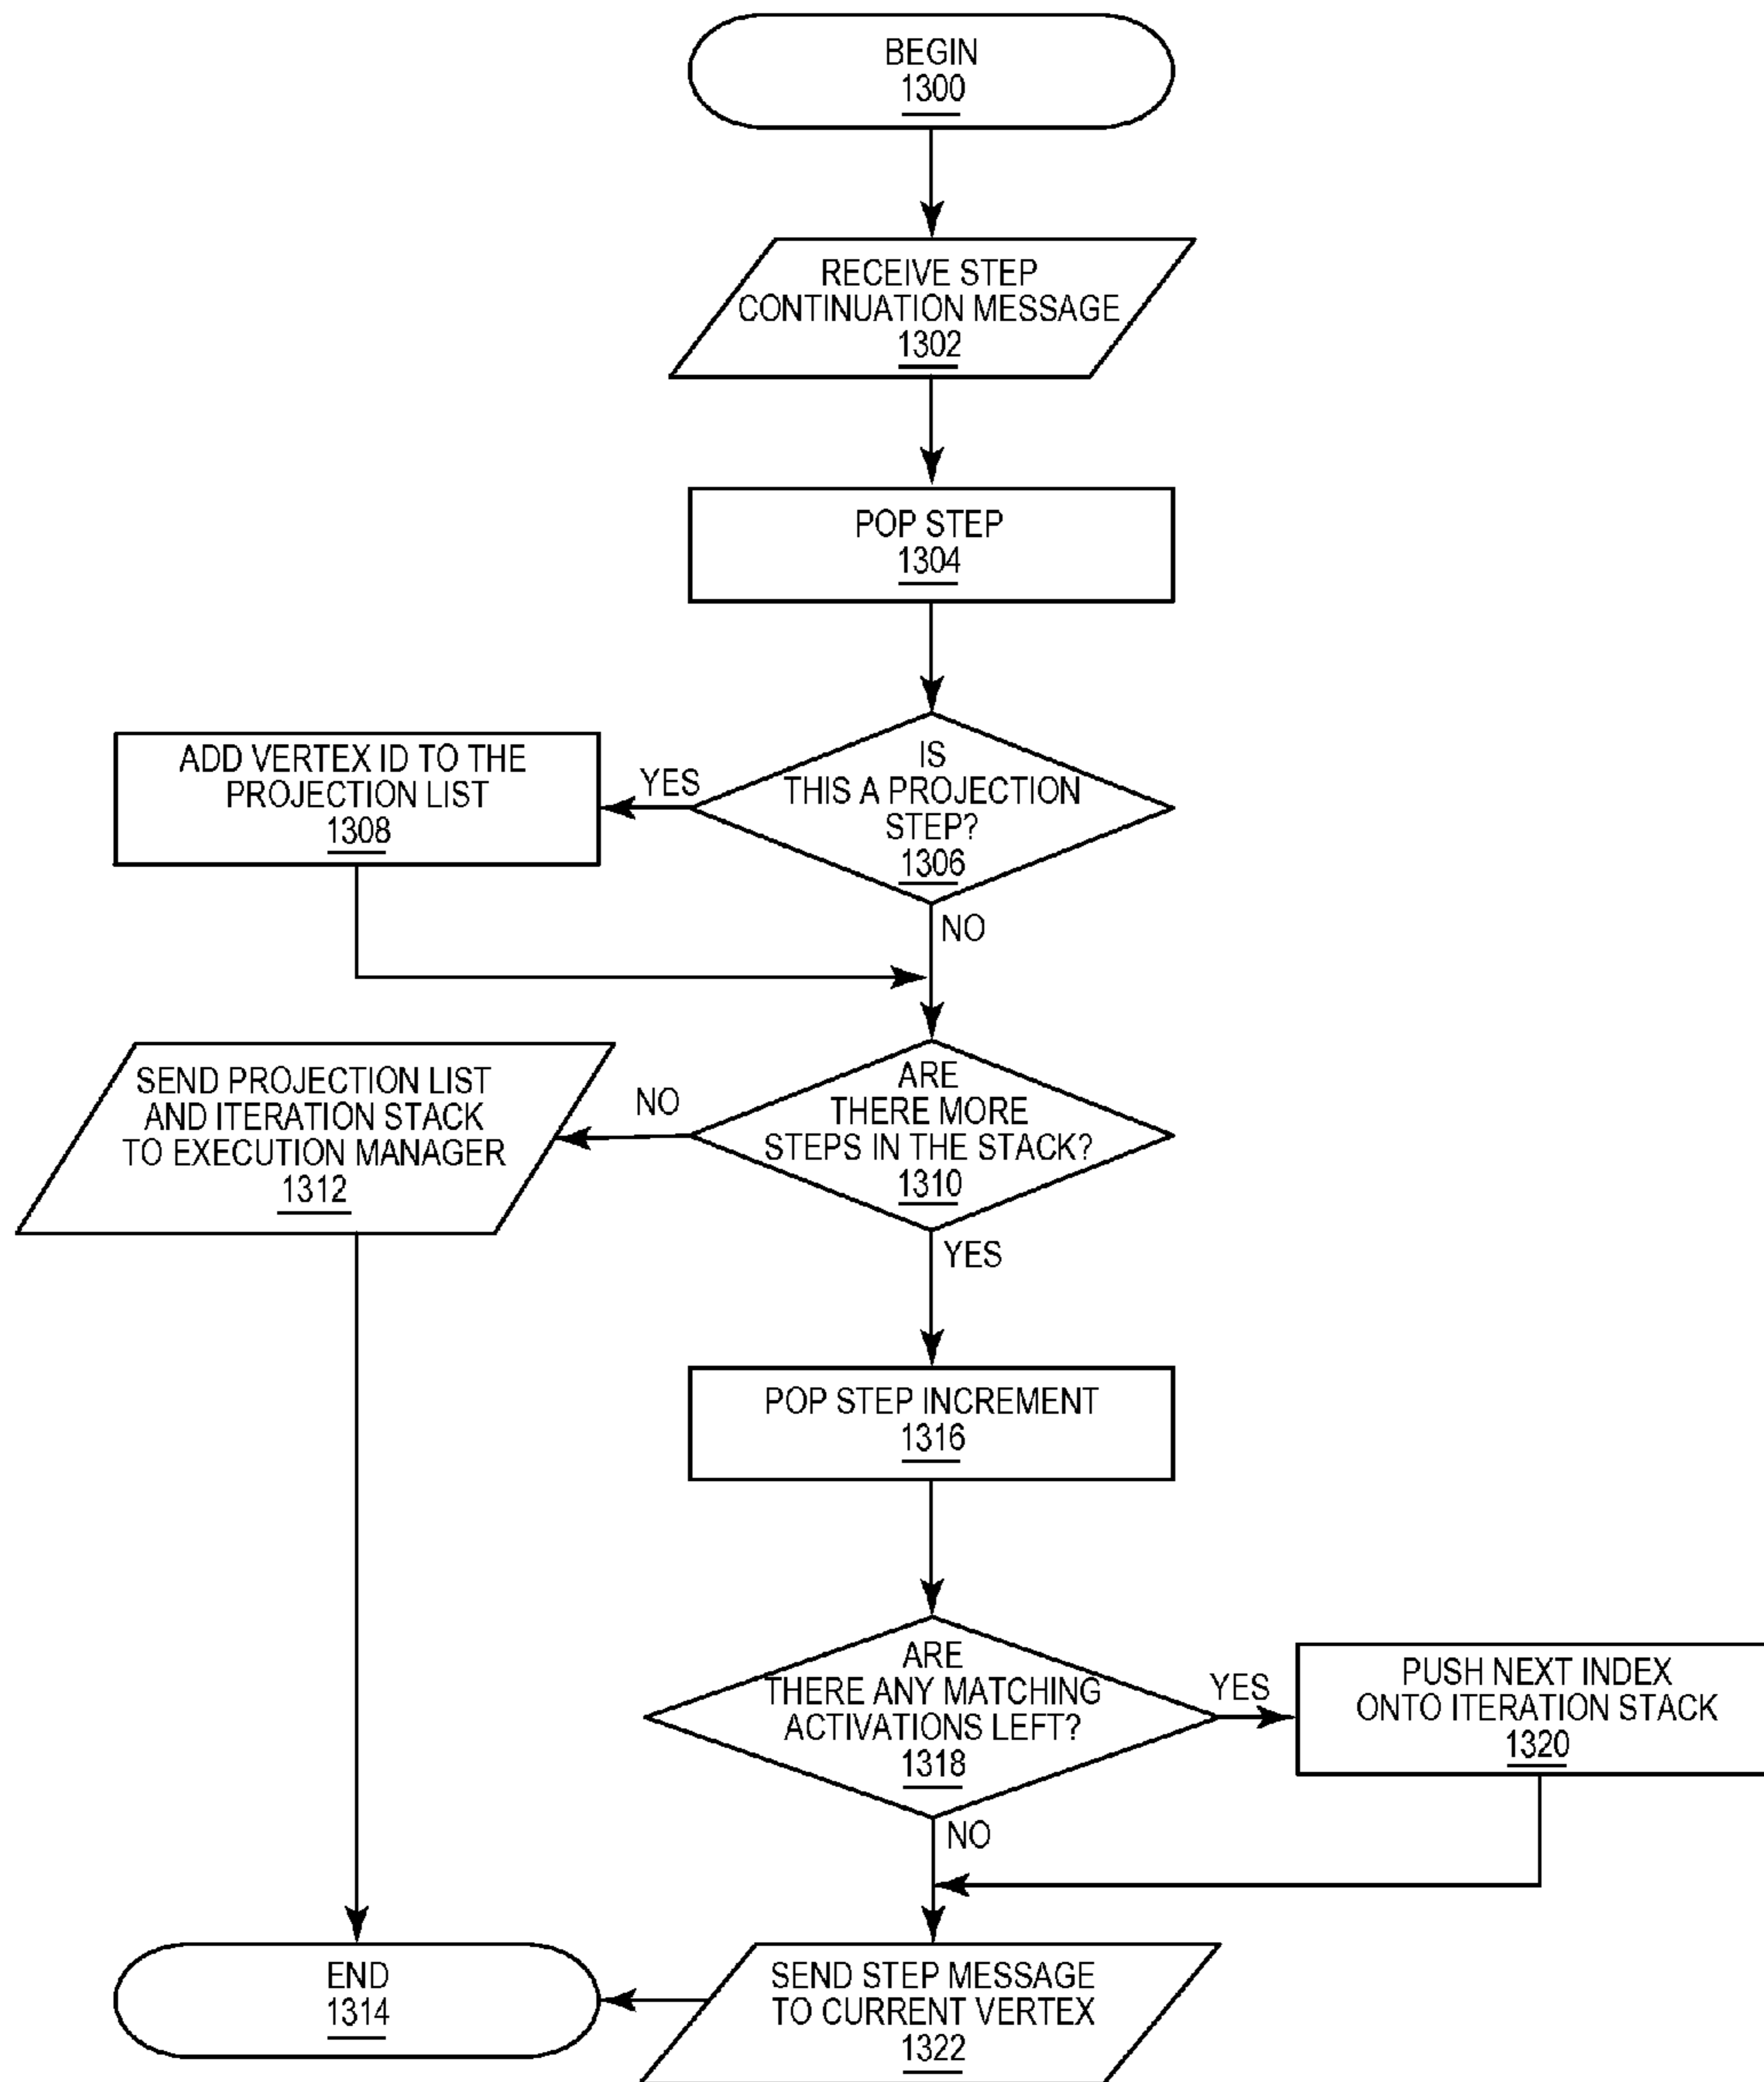 BEGIN
1300
RECEIVE STEP
CONTINUATION MESSAGE
1302
POP STEP
1304
IS
THIS A PROJECTION
STEP?
1306
YES
NO
ADD VERTEX ID TO THE
PROJECTION LIST
1308
ARE
THERE MORE
STEPS IN THE STACK?
1310
NO
YES
SEND PROJECTION LIST
AND ITERATION STACK
TO EXECUTION MANAGER
1312
POP STEP INCREMENT
1316
ARE
THERE ANY MATCHING
ACTIVATIONS LEFT?
1318
YES
NO
PUSH NEXT INDEX
ONTO ITERATION STACK
1320
SEND STEP MESSAGE
TO CURRENT VERTEX
1322
END
1314